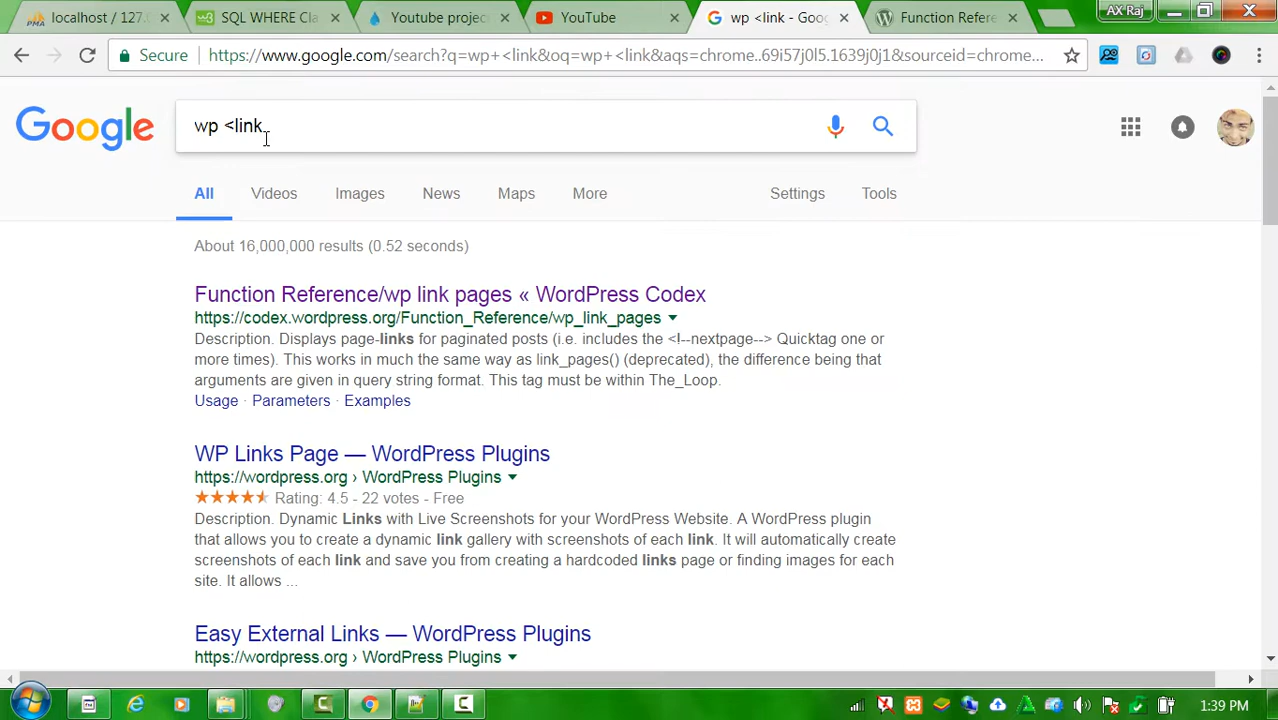 localhost / 127.0
SQL WHERE Cla
Youtube projec
YouTube
wp <link - Goog
Function Refere
AX Raj
Secure
https://www.google.com/search?q=wp+<link&oq=wp+<link&aqs=chrome..69i57j0l5.1639j0j1&sourceid=chrome...
Google
wp <link
All
Videos
Images
News
Maps
More
Settings
Tools
About 16,000,000 results (0.52 seconds)
Function Reference/wp link pages « WordPress Codex
https://codex.wordpress.org/Function_Reference/wp_link_pages
Description. Displays page-links for paginated posts (i.e. includes the <!--nextpage--> Quicktag one or
more times). This works in much the same way as link_pages() (deprecated), the difference being that
arguments are given in query string format. This tag must be within The_Loop.
Usage · Parameters · Examples
WP Links Page — WordPress Plugins
https://wordpress.org › WordPress Plugins
Rating: 4.5 - 22 votes - Free
Description. Dynamic Links with Live Screenshots for your WordPress Website. A WordPress plugin
that allows you to create a dynamic link gallery with screenshots of each link. It will automatically create
screenshots of each link and save you from creating a hardcoded links page or finding images for each
site. It allows ...
Easy External Links — WordPress Plugins
https://wordpress.org › WordPress Plugins
1:39 PM